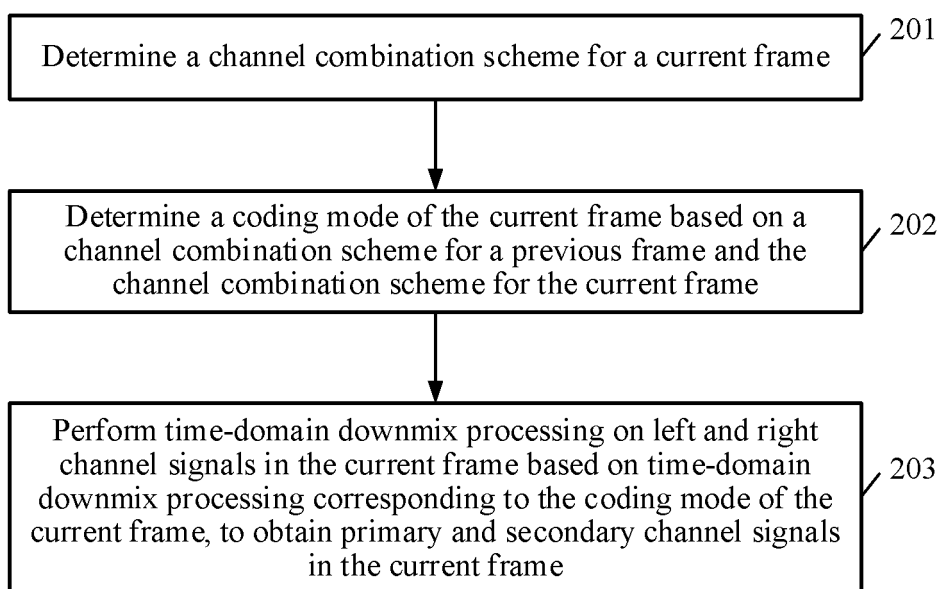 201
Determine a channel combination scheme for a current frame
Determine a coding mode of the current frame based on a
channel combination scheme for a previous frame and the
channel combination scheme for the current frame
202
Perform time-domain downmix processing on left and right
channel signals in the current frame based on time-domain
downmix processing corresponding to the coding mode of the
current frame, to obtain primary and secondary channel signals
in the current frame
203